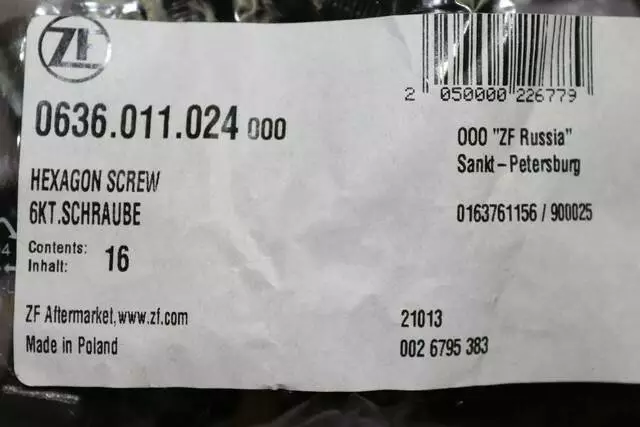 ZF
2 050000 226779
0636.011.024 000
OOO "ZF Russia"
Sankt-Petersburg
HEXAGON SCREW
6KT.SCHRAUBE
0163761156 / 900025
Contents: 16
Inhalt:
ZF Aftermarket, www.zf.com
21013
Made in Poland
002 6795 383